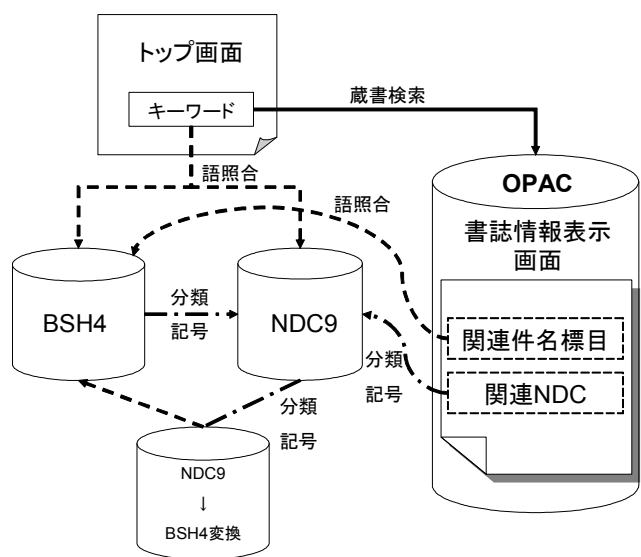 トップ画面
キーワード
蔵書検索
語照合
語照合
OPAC
書誌情報表示
画面
BSH4
分類
記号
NDC9
関連件名標目
分類
記号
関連NDC
分類
記号
NDC9
↓
BSH4変換